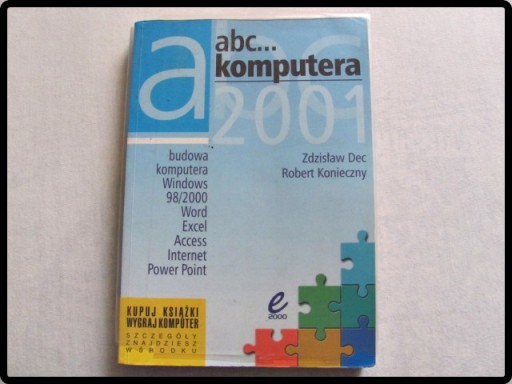 abc
abc...
komputera
2001
Zdzisław Dec
Robert Konieczny
budowa
komputera
Windows
98/2000
Word
Excel
Access
Internet
Power Point
KUPUJ KSIĄŻKI
WYGRAJ KOMPUTER
SZCZEGÓŁY
ZNAJDZIESZ
W ŚRODKU
e
2000